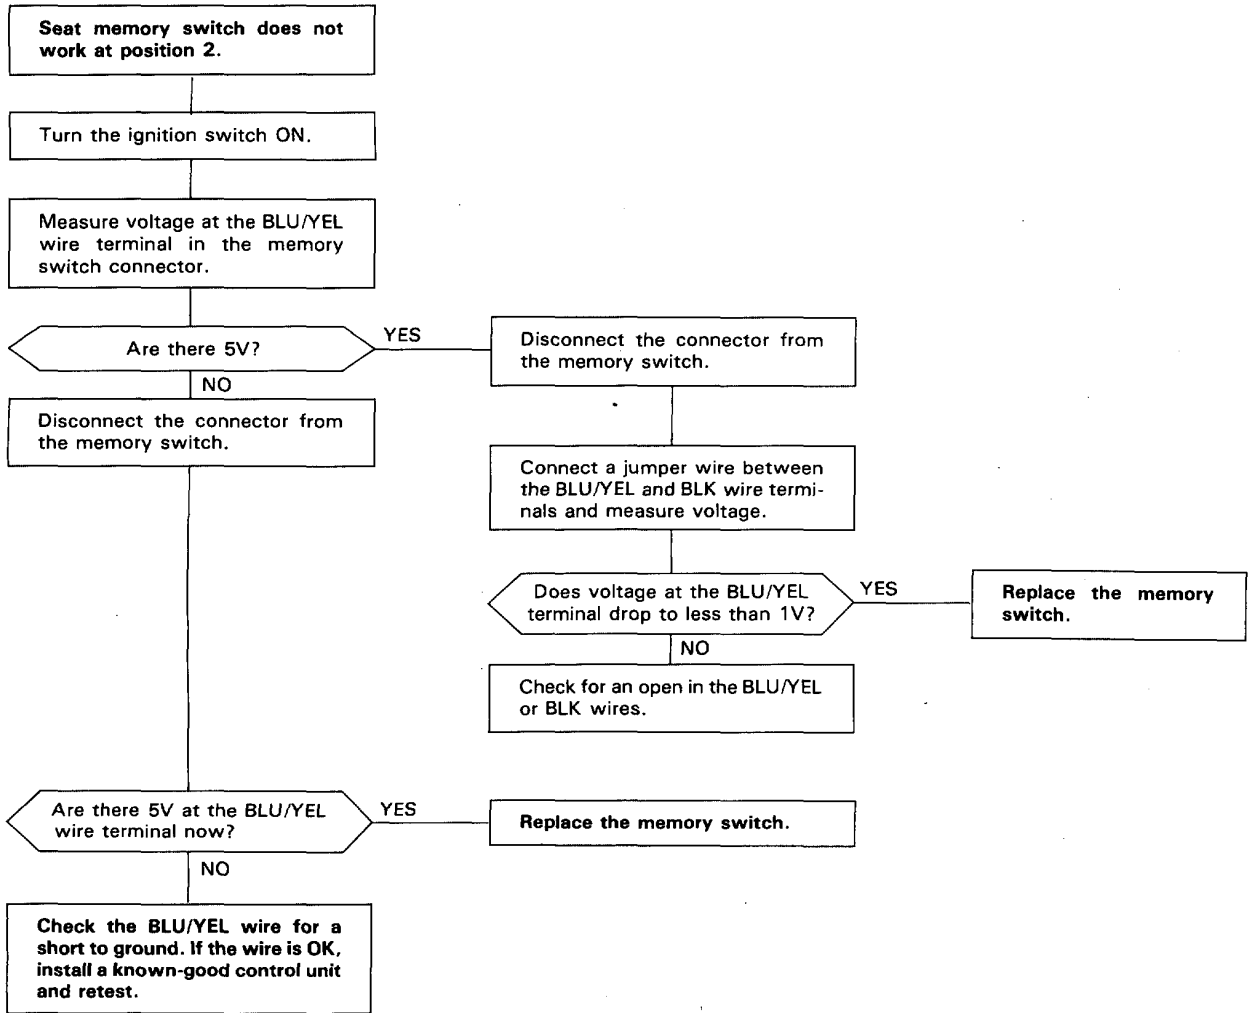 Seat memory switch does not
work at position 2.
Turn the ignition switch ON.
Measure voltage at the BLU/YEL
wire terminal in the memory
switch connector.
Are there 5V?
YES
NO
Disconnect the connector from
the memory switch.
Disconnect the connector from
the memory switch.
Connect a jumper wire between
the BLU/YEL and BLK wire termi-
nals and measure voltage.
Does voltage at the BLU/YEL
terminal drop to less than 1V?
YES
Replace the memory
switch.
NO
Check for an open in the BLU/YEL
or BLK wires.
Are there 5V at the BLU/YEL
wire terminal now?
YES
Replace the memory switch.
NO
Check the BLU/YEL wire for a
short to ground. If the wire is OK,
install a known-good control unit
and retest.